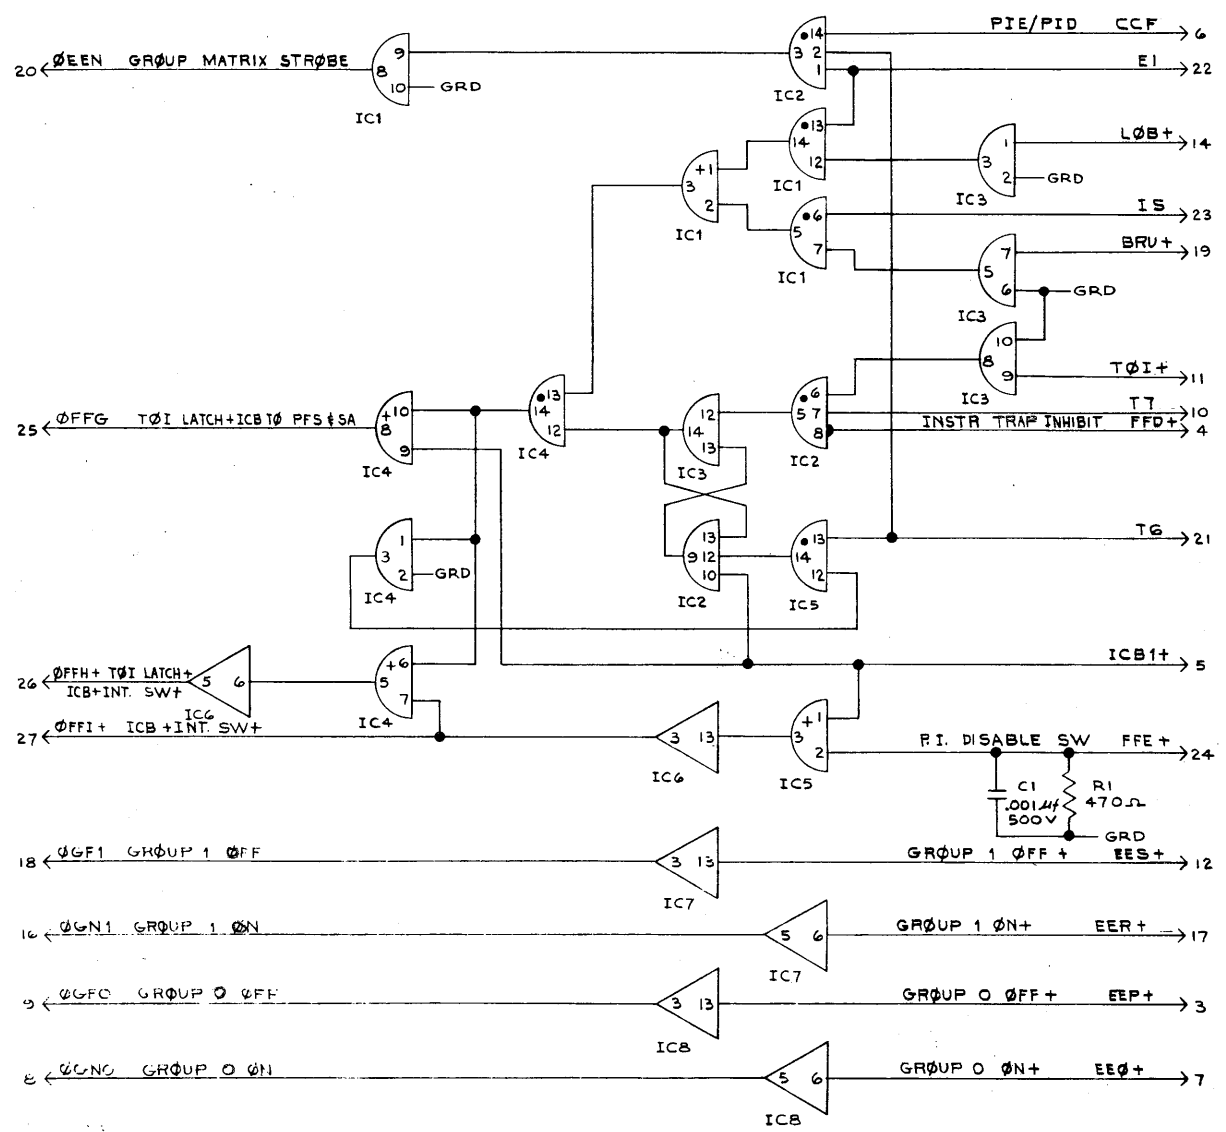 PIE/PID CCF 6
14
3 2
1
IC2
20 ØEEN GRØUP MATRIX STRØBE
9
8
10 GRD
IC1
EI 22
13
14
12
IC1
LØB+ 14
1
3
2 GRD
IC3
+1
3
2
IC1
IS 23
6
5
7
IC1
BRU+ 19
7
5
6 GRD
IC3
10
8
9
IC3
TØI+ 11
T7 10
INSTR TRAP INHIBIT FFD+ 4
6
5 7
8
IC2
12
14
13
IC3
13
14
12
IC4
25 ØFFG TØI LATCH+ICB TØ PFS&SA
+10
8
9
IC4
T6 21
13
14
12
IC5
13
9 12
10
IC2
1
3
2 GRD
IC4
ICB1+ 5
26 ØFFH+ TØI LATCH+
ICB+INT. SW+
5 6
IC6
+6
5
7
IC4
27 ØFFI+ ICB+INT. SW+
3 13
IC6
+1
3
2
IC5
P.I. DISABLE SW FFE+ 24
C1
.001µf
500V
R1
470Ω
GRD
18 ØGF1 GRØUP 1 ØFF
3 13
IC7
GRØUP 1 ØFF+ EES+ 12
16 ØGN1 GRØUP 1 ØN
5 6
IC7
GRØUP 1 ØN+ EER+ 17
9 ØGF0 GRØUP 0 ØFF
3 13
IC8
GRØUP 0 ØFF+ EEP+ 3
8 ØGN0 GRØUP 0 ØN
5 6
IC8
GRØUP 0 ØN+ EEØ+ 7